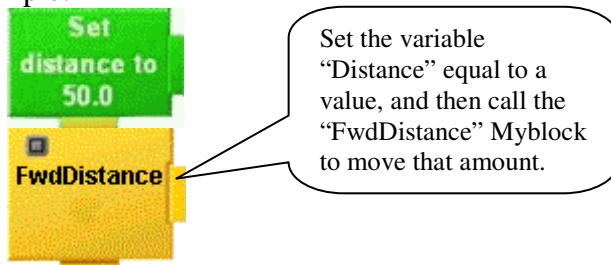 Set
distance to
50.0
FwdDistance
Set the variable
“Distance” equal to a
value, and then call the
“FwdDistance” Myblock
to move that amount.